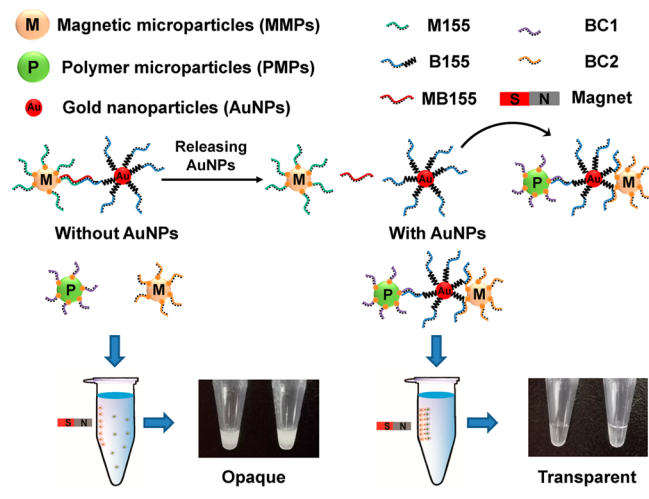 M Magnetic microparticles (MMPs)
P Polymer microparticles (PMPs)
Au Gold nanoparticles (AuNPs)
M155
BC1
B155
BC2
MB155
S N Magnet
M
Au
Releasing
AuNPs
M
Au
P
Au
M
Without AuNPs
With AuNPs
P
M
P
Au
M
S N
Opaque
S N
Transparent